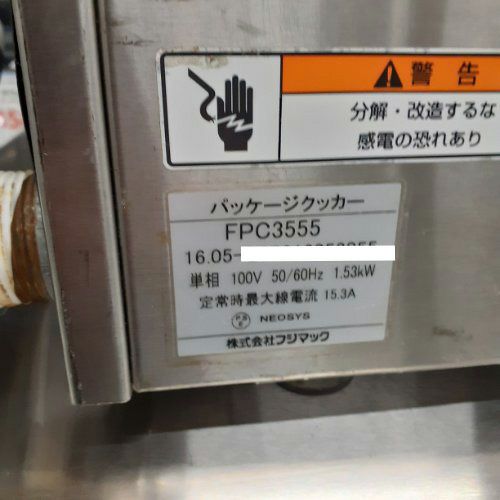 警告
分解・改造するな
感電の恐れあり
パッケージクッカー
FPC3555
16.05-
単相 100V 50/60Hz 1.53kW
定常時最大線電流 15.3A
PSE NEOSYS
株式会社フジマック